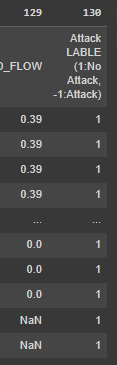 129 130
O_FLOW Attack
LABLE
(1:No
Attack,
-1:Attack)
0.39 1
0.39 1
0.39 1
0.39 1
... ...
0.0 1
0.0 1
0.0 1
NaN 1
NaN 1